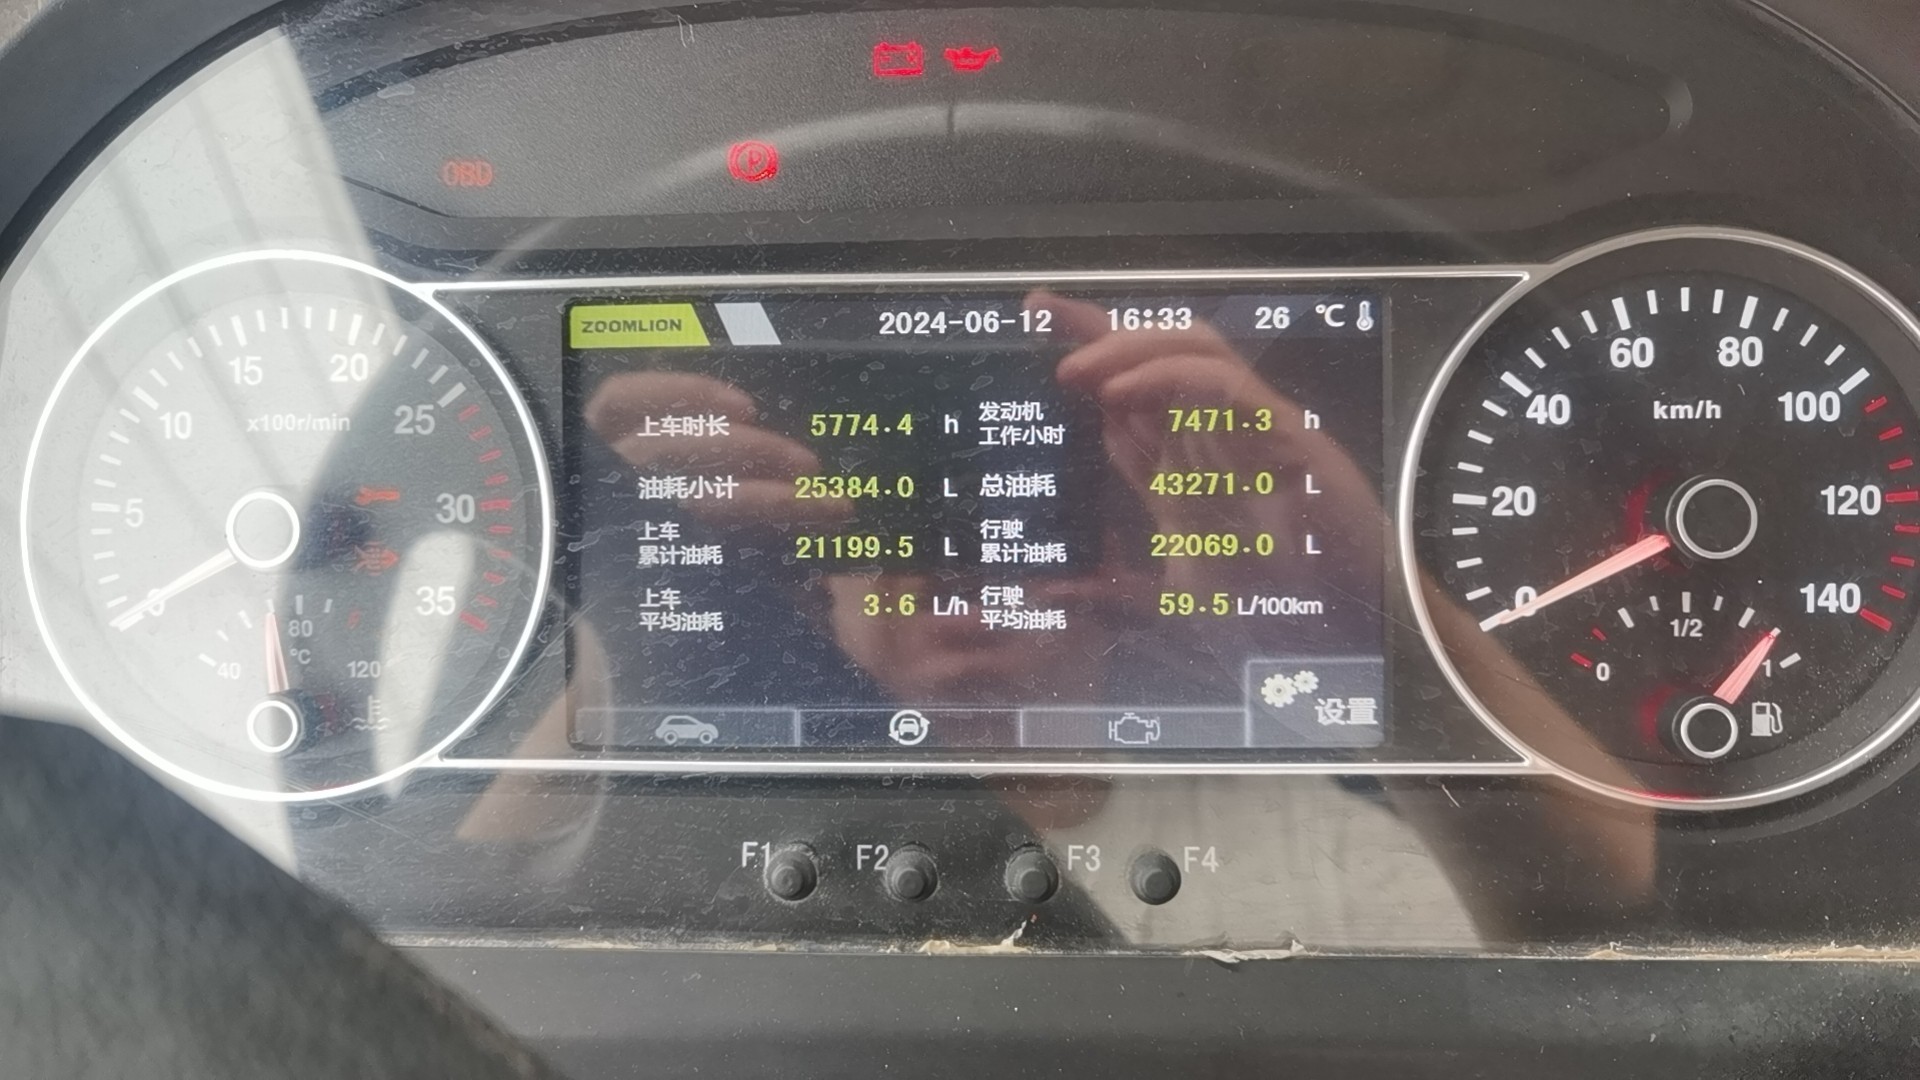 OBD
ZOOMLION 2024-06-12 16:33 26 ℃
上车时长 5774.4 h 发动机
工作小时 7471.3 h
油耗小计 25384.0 L 总油耗 43271.0 L
上车
累计油耗 21199.5 L 行驶
累计油耗 22069.0 L
上车
平均油耗 3.6 L/h 行驶
平均油耗 59.5 L/100km
设置
0 5 10 15 20 25 30 35
x100r/min
40 80 120
℃
0 20 40 60 80 100 120 140
km/h
0 1/2 1
F1 F2 F3 F4